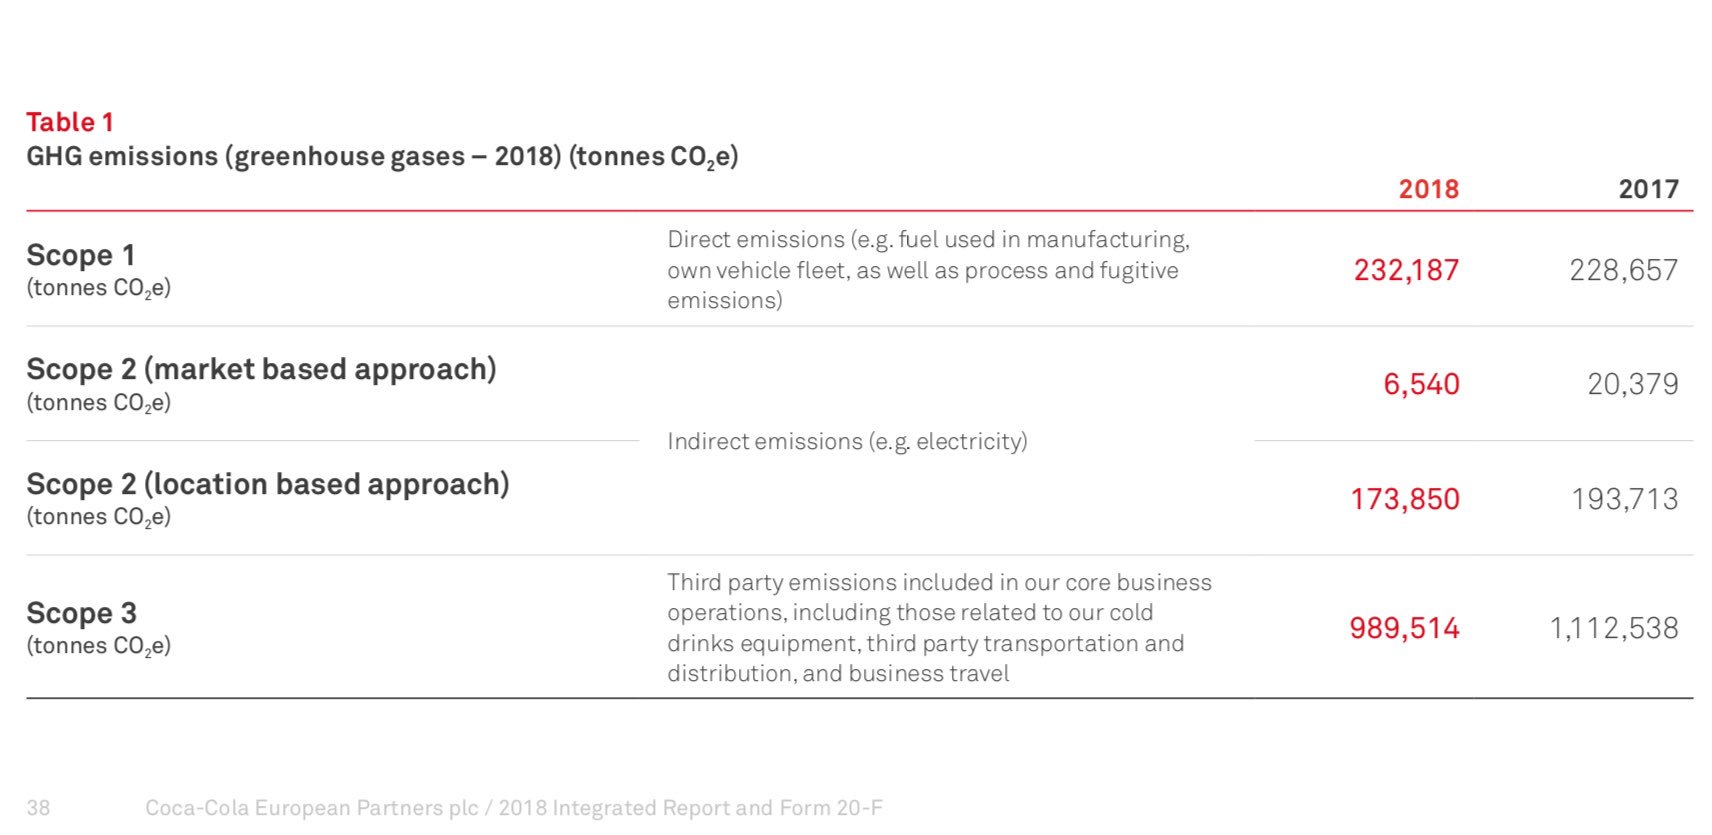 Table 1
GHG emissions (greenhouse gases – 2018) (tonnes CO₂e)
2018 2017
Scope 1
(tonnes CO₂e)
Direct emissions (e.g. fuel used in manufacturing,
own vehicle fleet, as well as process and fugitive
emissions)
232,187 228,657
Scope 2 (market based approach)
(tonnes CO₂e)
6,540 20,379
Indirect emissions (e.g. electricity)
Scope 2 (location based approach)
(tonnes CO₂e)
173,850 193,713
Scope 3
(tonnes CO₂e)
Third party emissions included in our core business
operations, including those related to our cold
drinks equipment, third party transportation and
distribution, and business travel
989,514 1,112,538
38 Coca-Cola European Partners plc / 2018 Integrated Report and Form 20-F